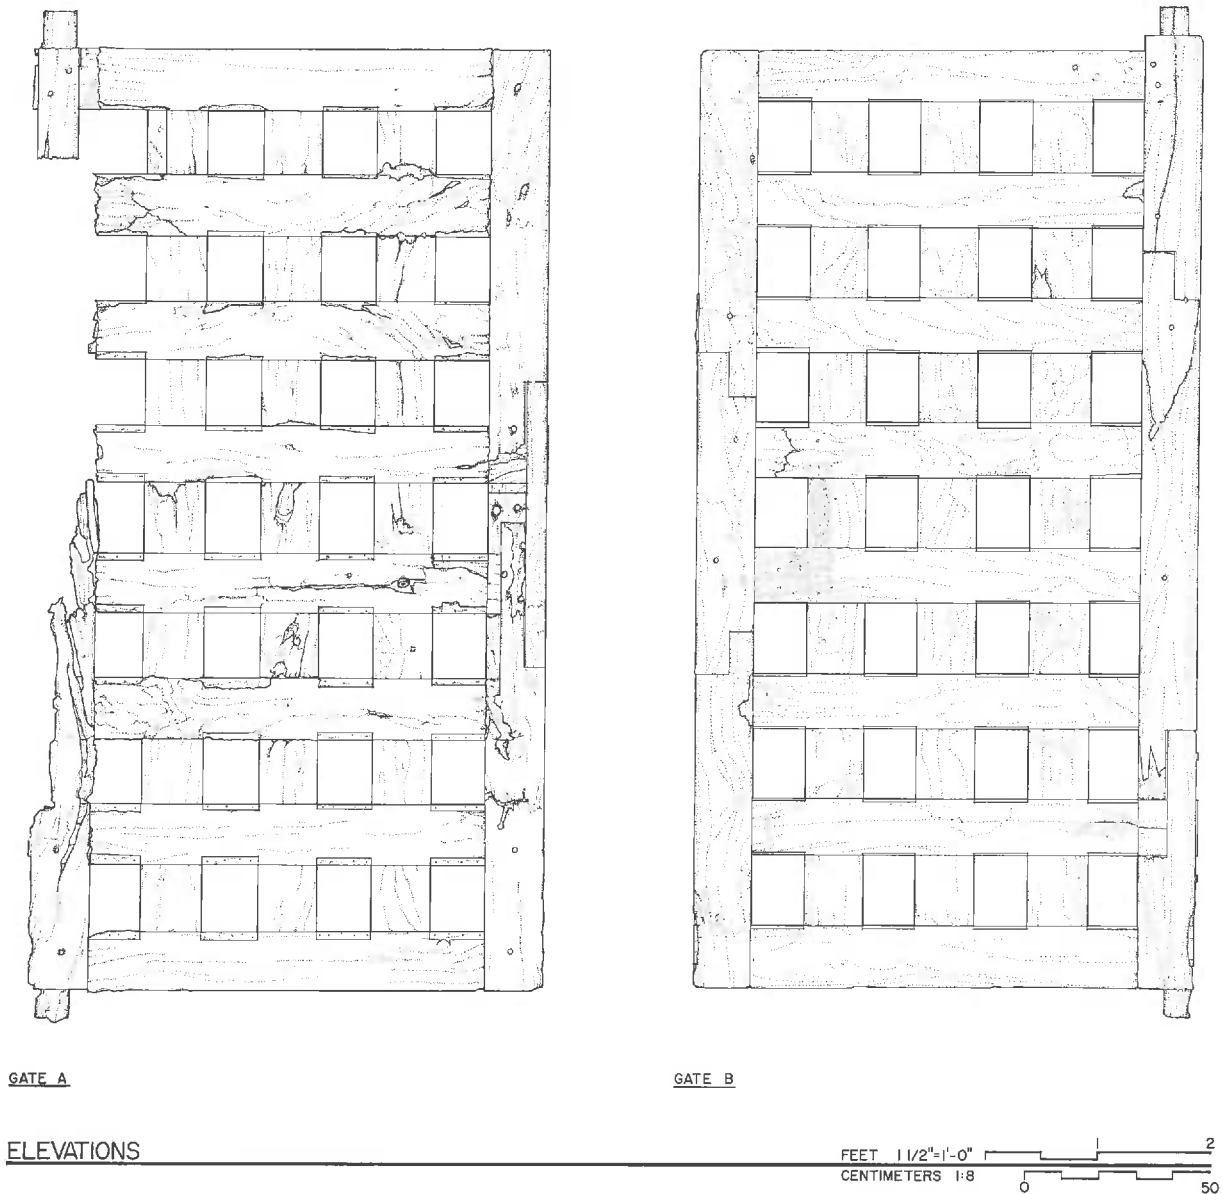 GATE A
GATE B
ELEVATIONS
FEET 1 1/2"=1'-0" 1 2
CENTIMETERS 1:8 0 50